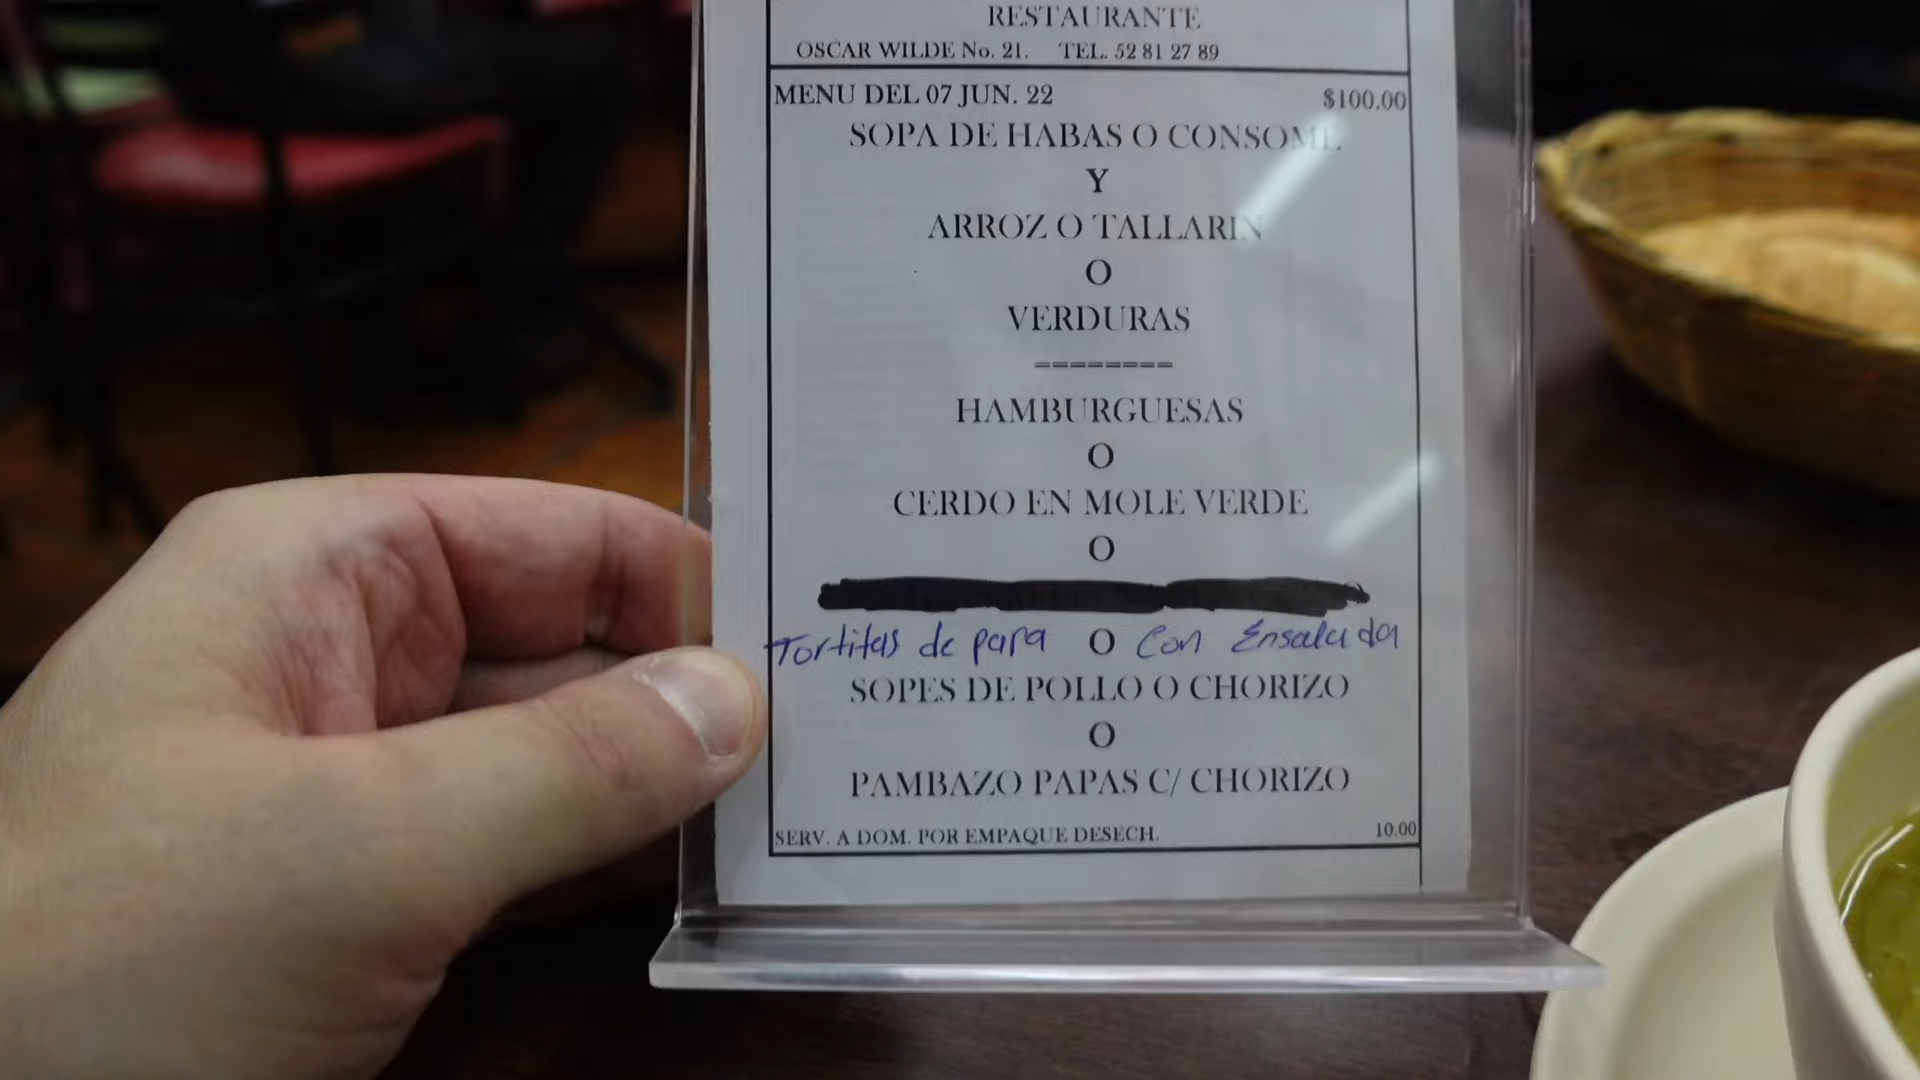 RESTAURANTE
OSCAR WILDE No. 21. TEL. 52 81 27 89
MENU DEL 07 JUN. 22 $100.00
SOPA DE HABAS O CONSOME
Y
ARROZ O TALLARIN
O
VERDURAS
========
HAMBURGUESAS
O
CERDO EN MOLE VERDE
O
Tortitas de papa O Con Ensalada
SOPES DE POLLO O CHORIZO
O
PAMBAZO PAPAS C/ CHORIZO
SERV. A DOM. POR EMPAQUE DESECH. 10.00